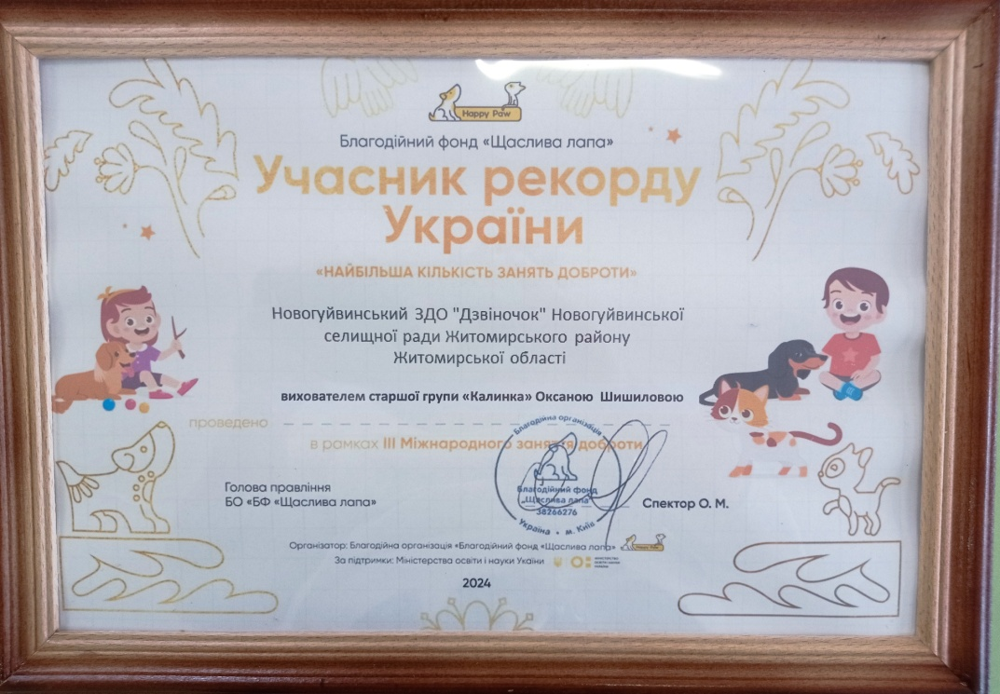 Happy Paw
Благодійний фонд «Щаслива лапа»
Учасник рекорду
України
«НАЙБІЛЬША КІЛЬКІСТЬ ЗАНЯТЬ ДОБРОТИ»
Новогуйвинський ЗДО "Дзвіночок" Новогуйвинської
селищної ради Житомирського району
Житомирської області
вихователем старшої групи «Калинка» Оксаною Шишиловою
проведено
в рамках III Міжнародного заняття доброти
Благодійна організація
Благодійний фонд
„Щаслива лапа"
38266276
Україна • м. Київ
Голова правління
БО «БФ «Щаслива лапа»
Спектор О. М.
Організатор: Благодійна організація «Благодійний фонд «Щаслива лапа»
За підтримки: Міністерства освіти і науки Укаїни
2024